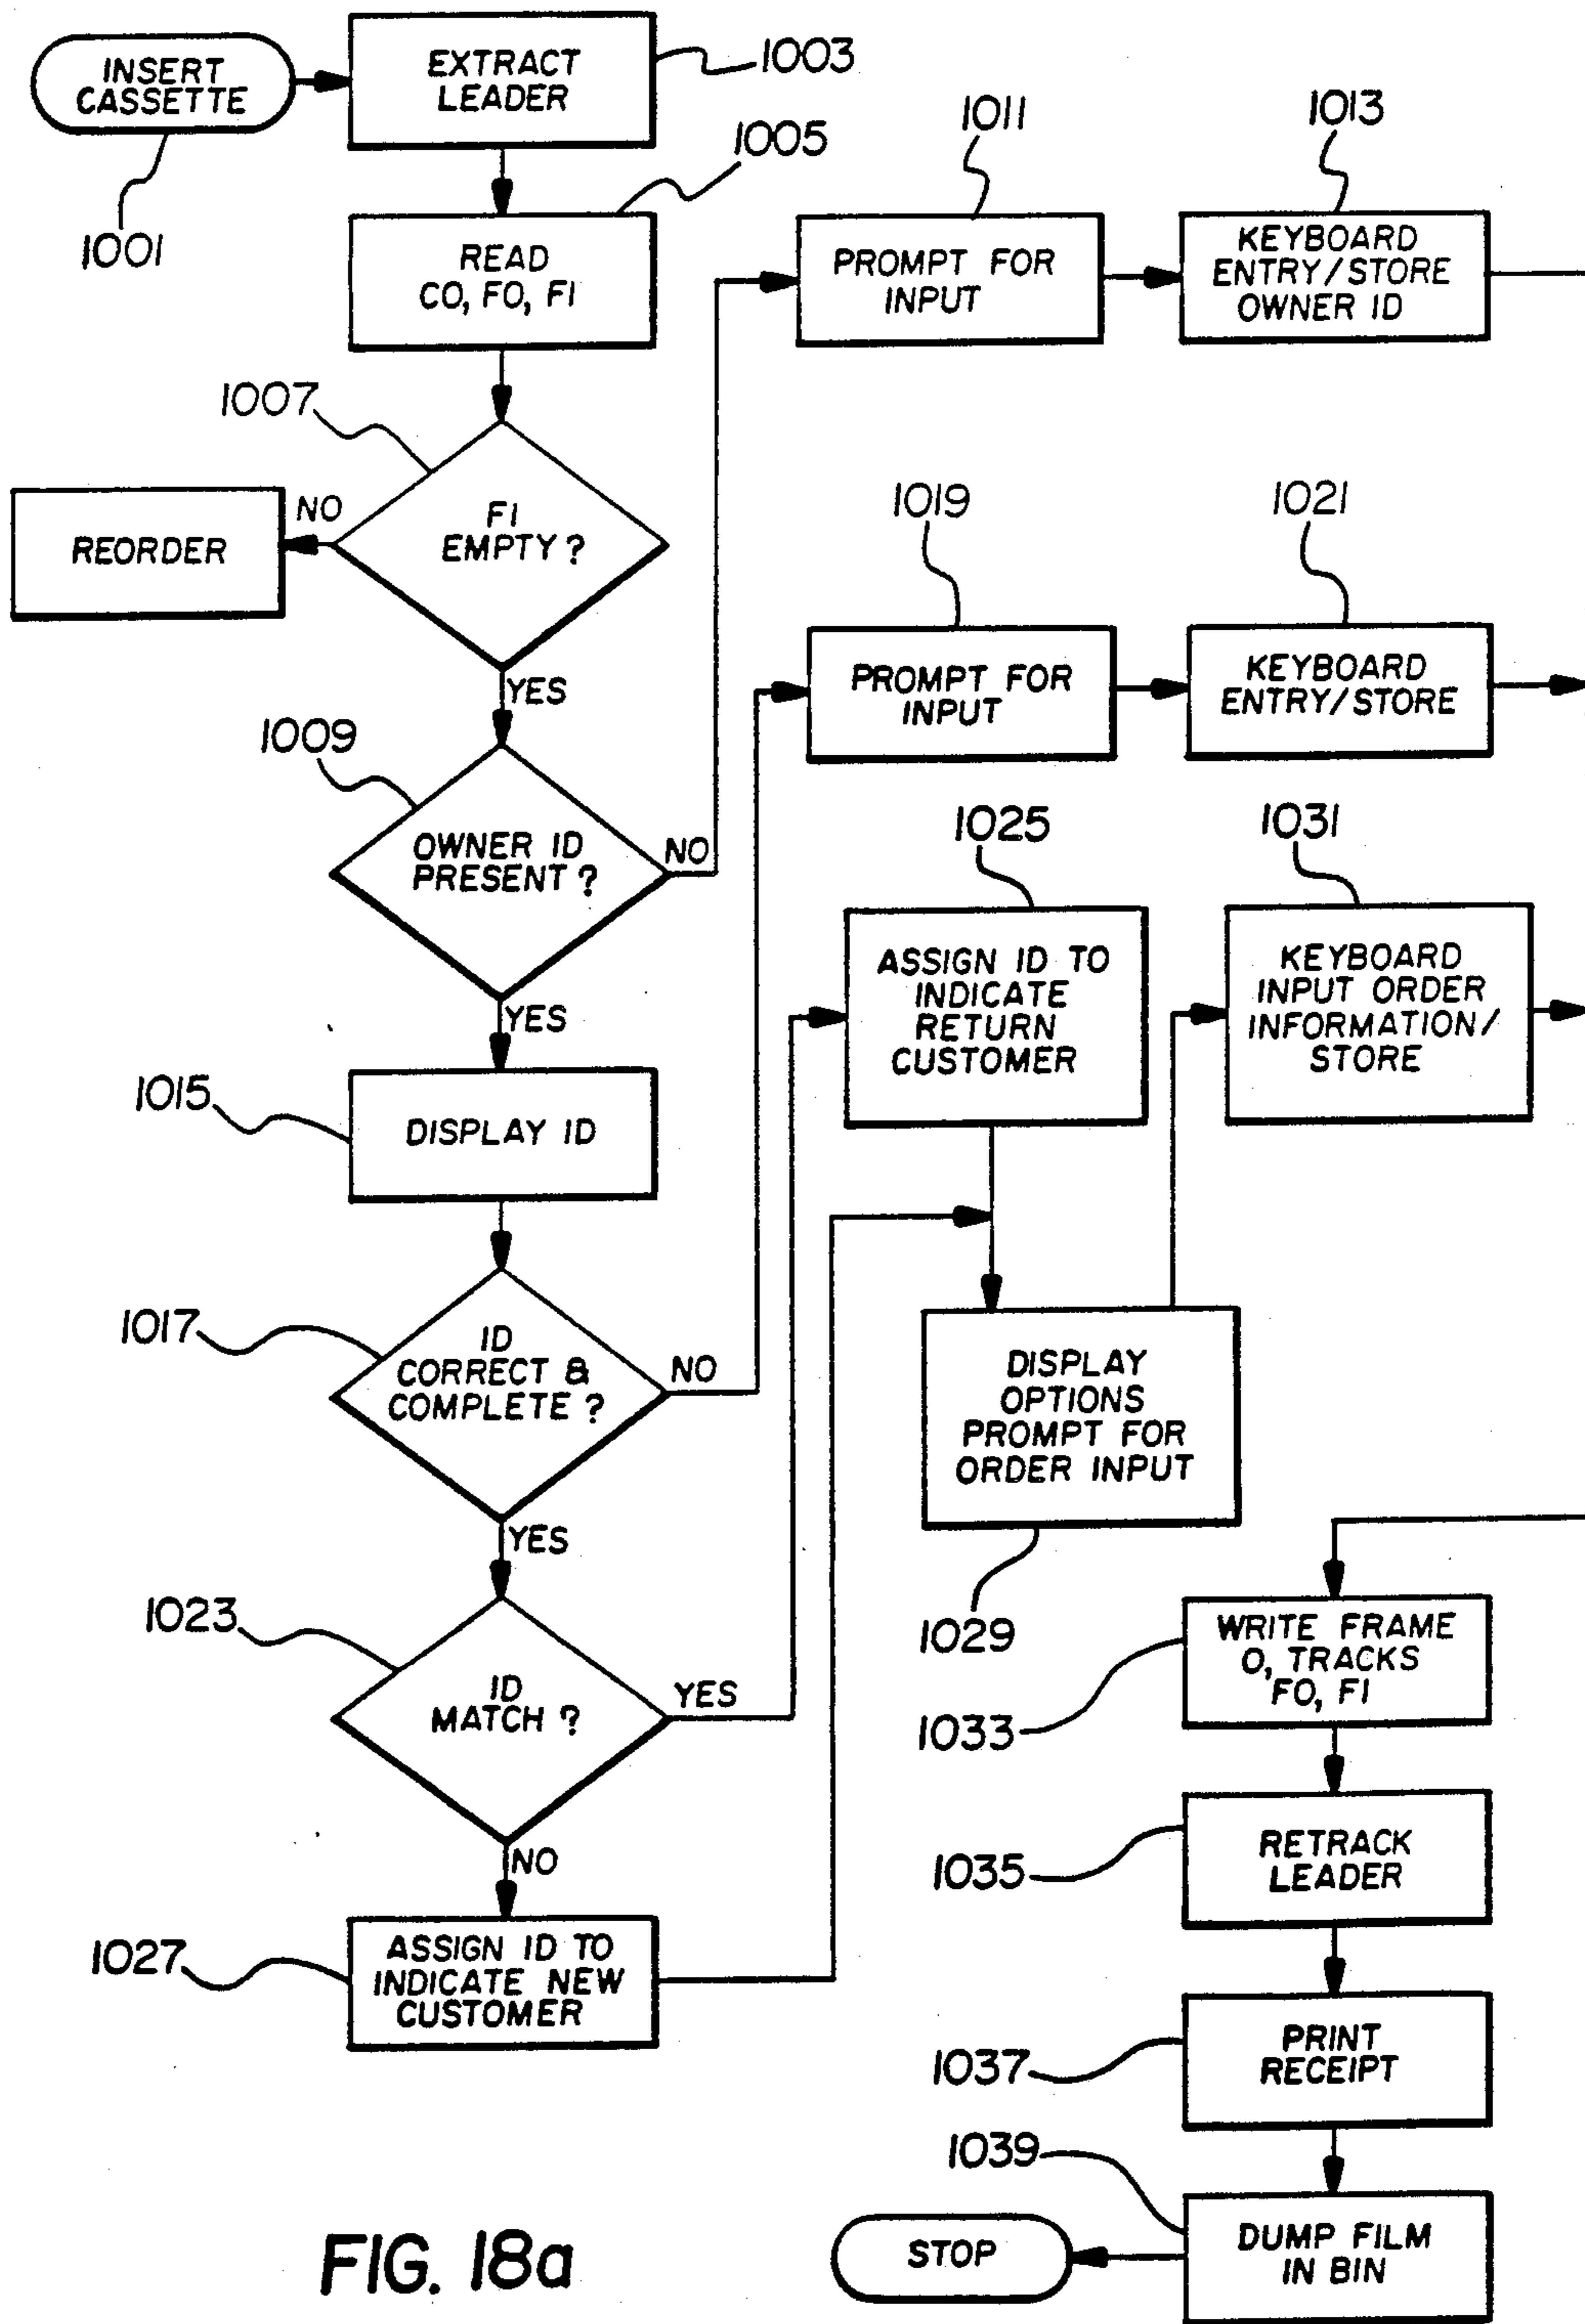 INSERT
CASSETTE
1001
EXTRACT
LEADER
1003
1005
READ
CO, FO, FI
1011
PROMPT FOR
INPUT
1013
KEYBOARD
ENTRY/STORE
OWNER ID
1007
FI
EMPTY ?
NO
REORDER
YES
1019
PROMPT FOR
INPUT
1021
KEYBOARD
ENTRY/STORE
1009
OWNER ID
PRESENT ?
NO
YES
1025
ASSIGN ID TO
INDICATE
RETURN
CUSTOMER
1031
KEYBOARD
INPUT ORDER
INFORMATION/
STORE
1015
DISPLAY ID
1017
ID
CORRECT &
COMPLETE ?
NO
YES
DISPLAY
OPTIONS
PROMPT FOR
ORDER INPUT
1029
1023
ID
MATCH ?
YES
NO
1027
ASSIGN ID TO
INDICATE NEW
CUSTOMER
WRITE FRAME
O, TRACKS
FO, FI
1033
RETRACK
LEADER
1035
PRINT
RECEIPT
1037
1039
DUMP FILM
IN BIN
STOP
FIG. 18a